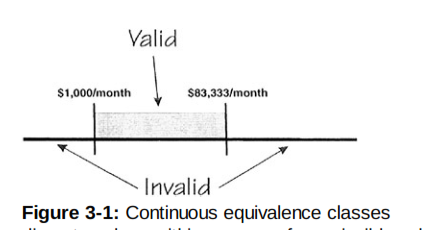 Valid
$1,000/month $83,333/month
Invalid
Figure 3-1: Continuous equivalence classes